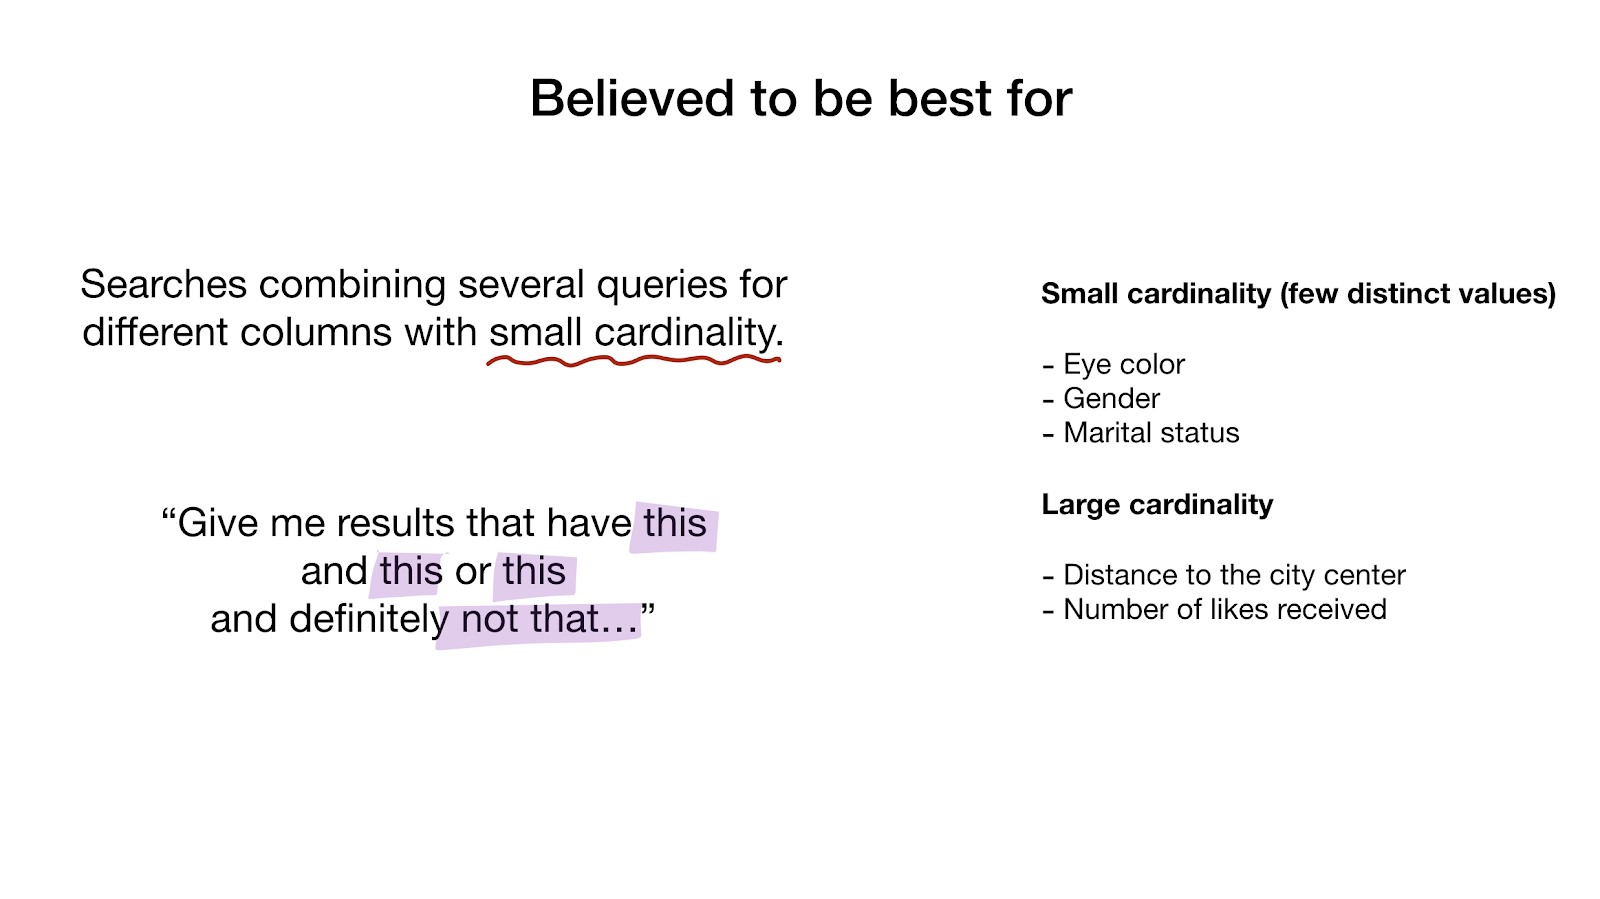 Believed to be best for
Searches combining several queries for
different columns with small cardinality.
“Give me results that have this
and this or this
and definitely not that…”
Small cardinality (few distinct values)
- Eye color
- Gender
- Marital status
Large cardinality
- Distance to the city center
- Number of likes received